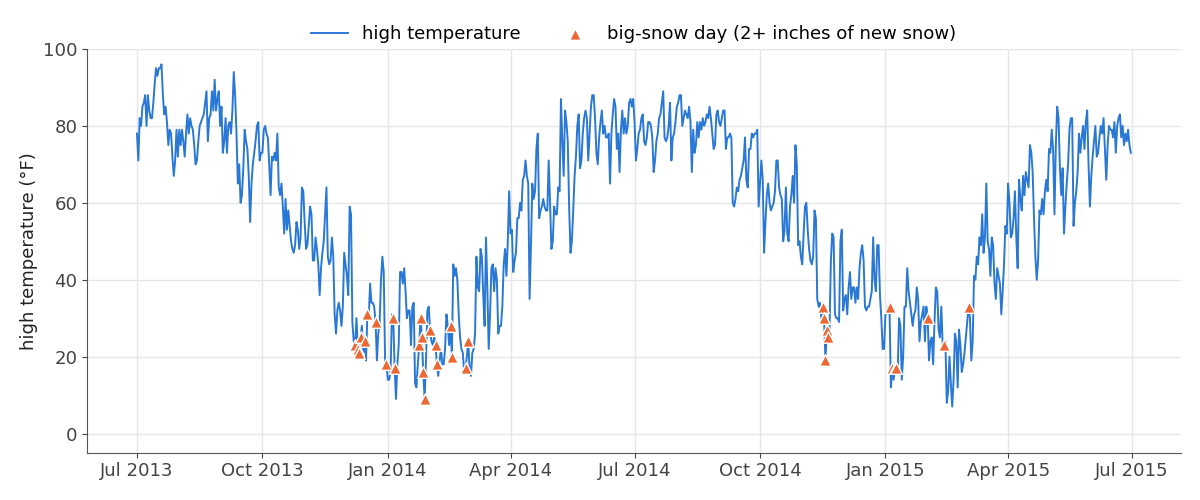 high temperature
big-snow day (2+ inches of new snow)
100
80
60
40
20
0
high temperature (°F)
Jul 2013
Oct 2013
Jan 2014
Apr 2014
Jul 2014
Oct 2014
Jan 2015
Apr 2015
Jul 2015